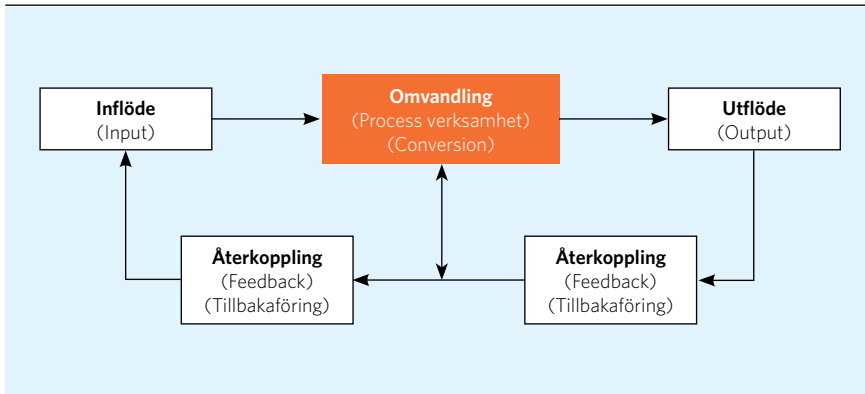 Inflöde
(Input)
Omvandling
(Process verksamhet)
(Conversion)
Utflöde
(Output)
Återkoppling
(Feedback)
(Tillbakaföring)
Återkoppling
(Feedback)
(Tillbakaföring)